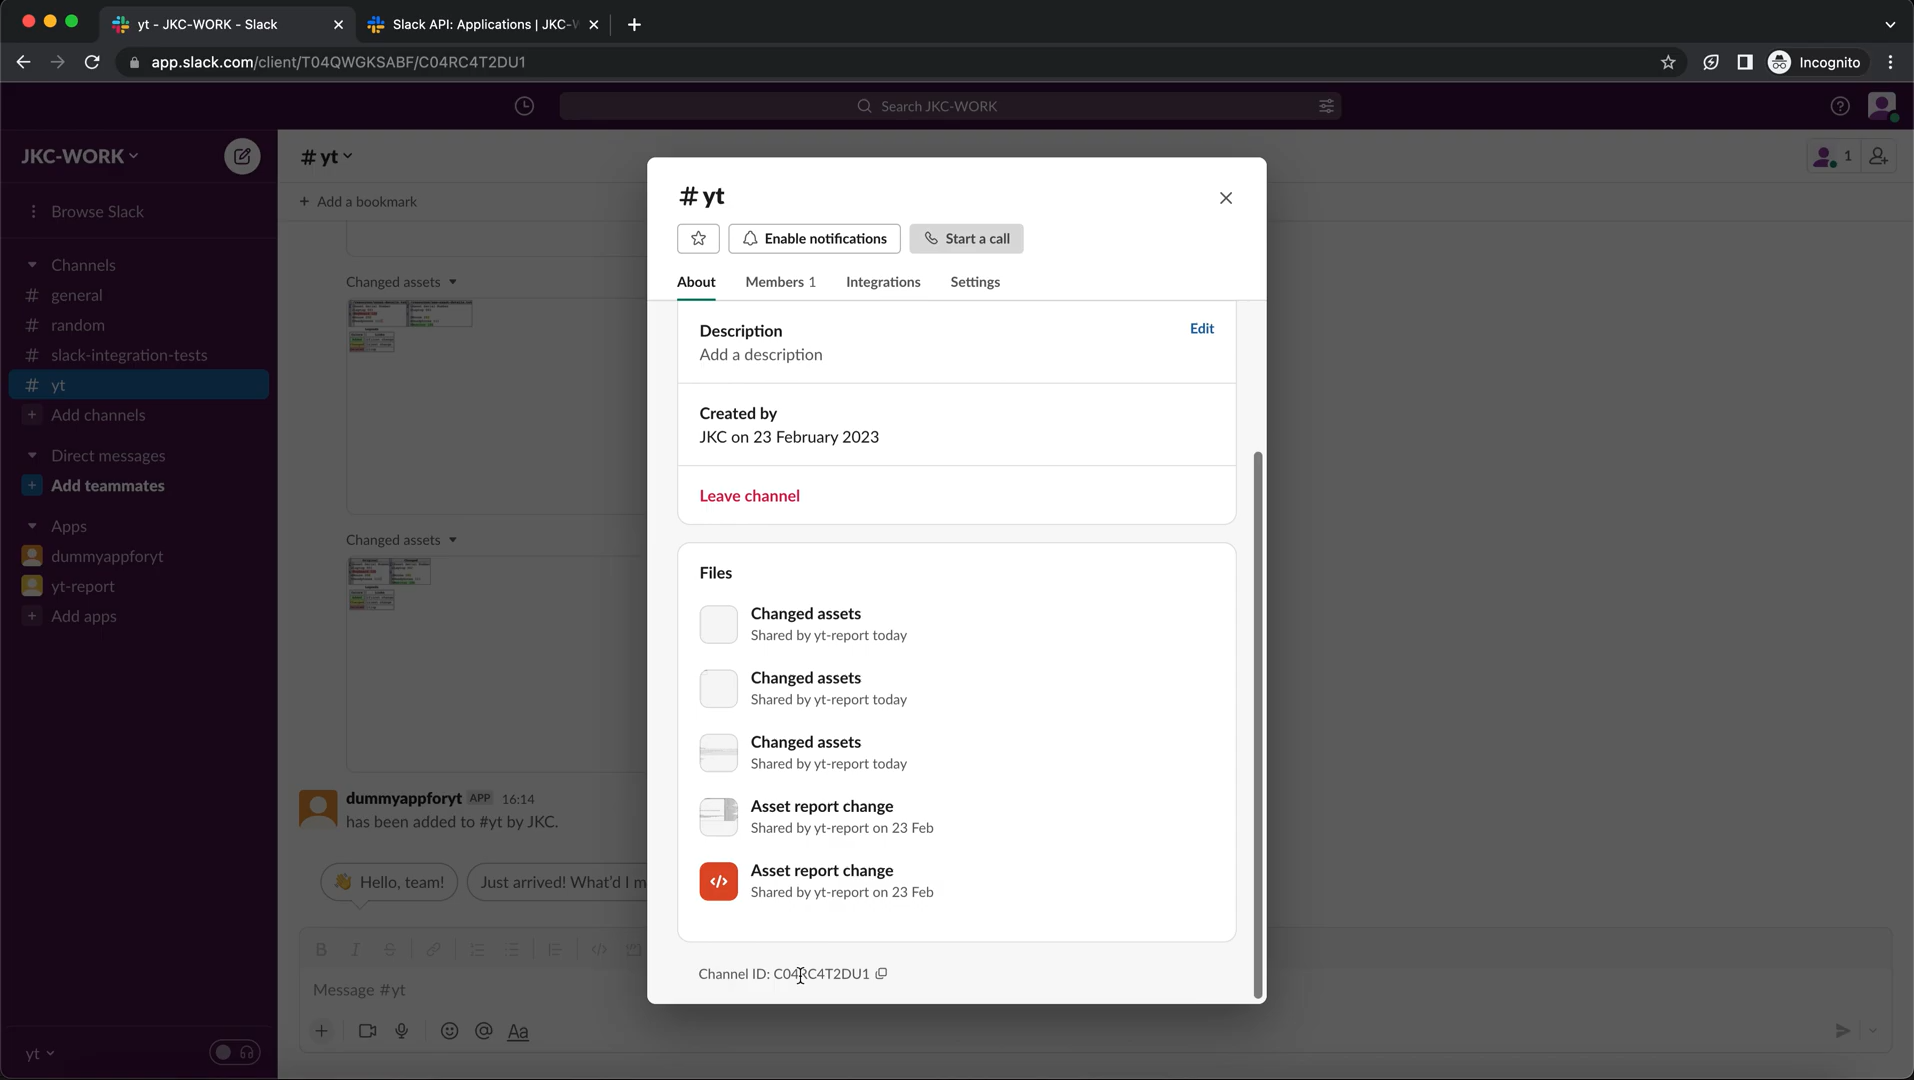 yt - JKC-WORK - Slack
Slack API: Applications | JKC-W
app.slack.com/client/T04QWGKSABF/C04RC4T2DU1
Incognito
Search JKC-WORK
JKC-WORK
# yt
1
Browse Slack
+ Add a bookmark
Channels
# general
# random
# slack-integration-tests
# yt
+ Add channels
Direct messages
+ Add teammates
Apps
dummyappforyt
yt-report
+ Add apps
Changed assets
Changed assets
dummyappforyt APP 16:14
has been added to #yt by JKC.
👋 Hello, team!
Just arrived! What'd I m
Message #yt
Aa
yt
# yt
Enable notifications
Start a call
About
Members 1
Integrations
Settings
Description
Edit
Add a description
Created by
JKC on 23 February 2023
Leave channel
Files
Changed assets
Shared by yt-report today
Changed assets
Shared by yt-report today
Changed assets
Shared by yt-report today
Asset report change
Shared by yt-report on 23 Feb
Asset report change
Shared by yt-report on 23 Feb
Channel ID: C04RC4T2DU1